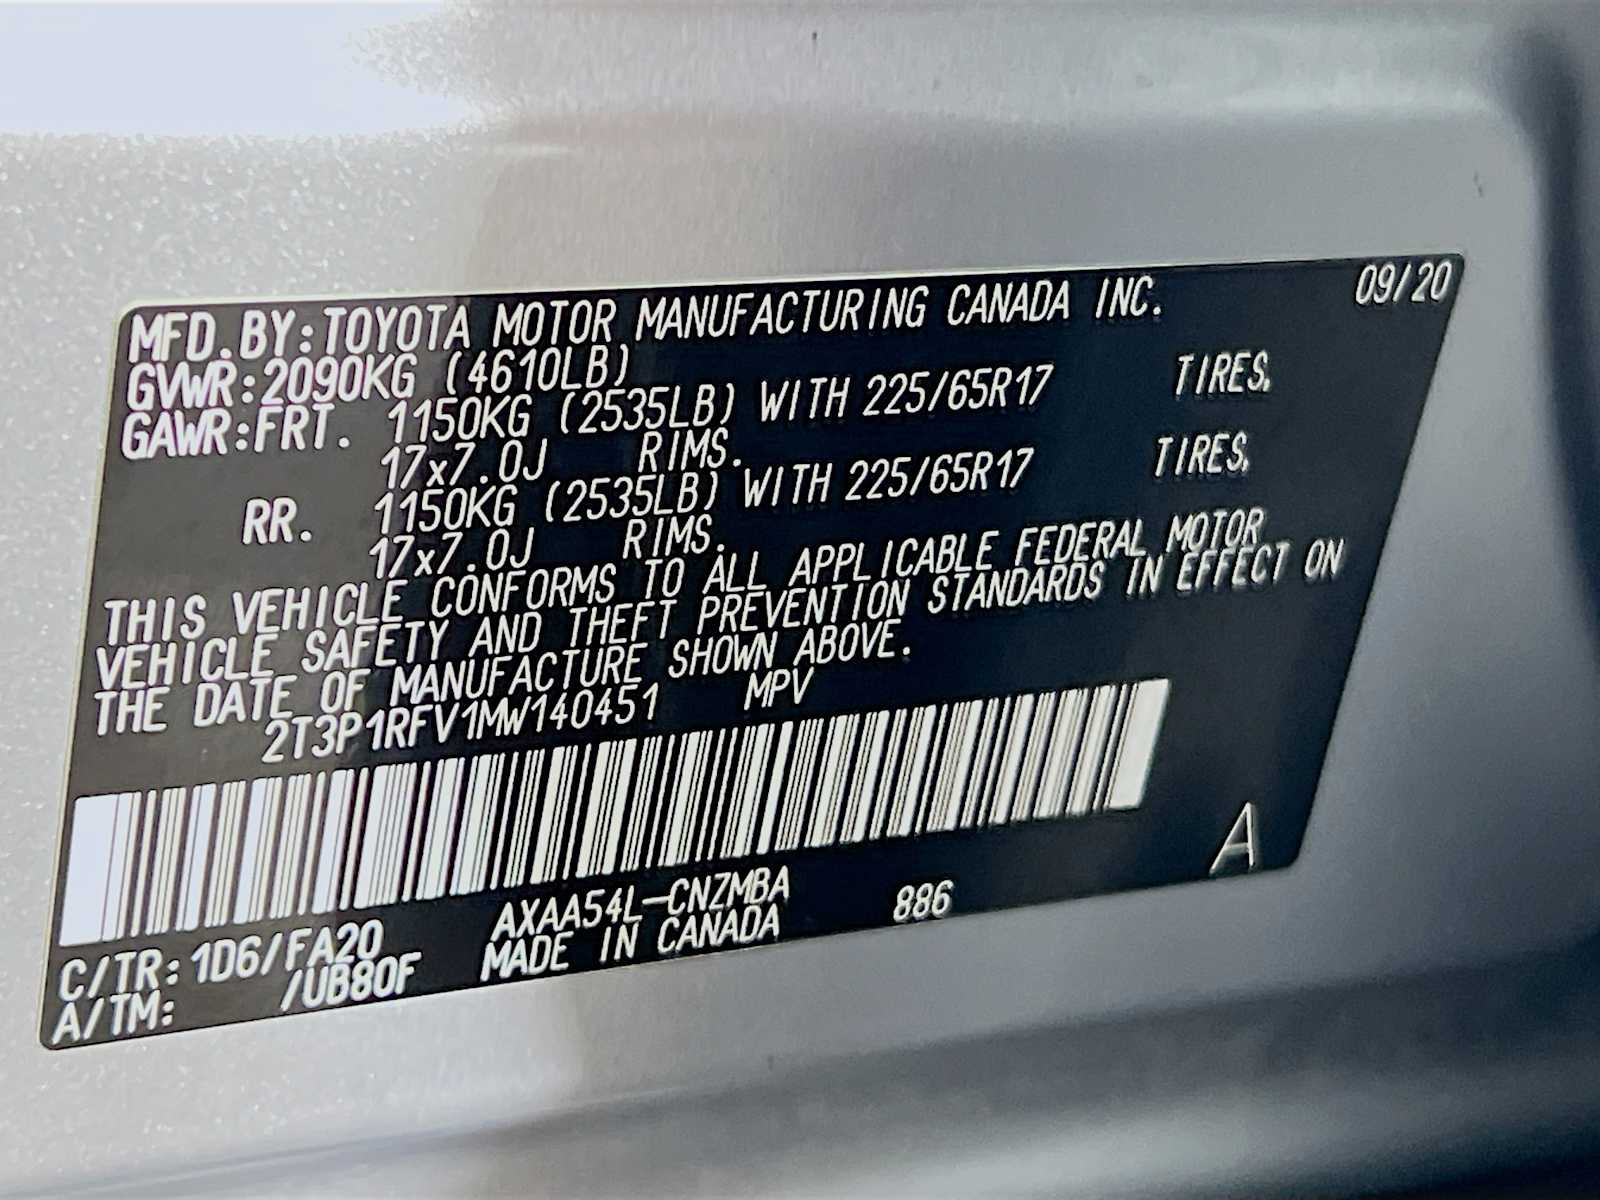 MFD. BY: TOYOTA MOTOR MANUFACTURING CANADA INC. 09/20
GVWR: 2090KG (4610LB)
GAWR: FRT. 1150KG (2535LB) WITH 225/65R17 TIRES,
17x7.0J RIMS.
RR. 1150KG (2535LB) WITH 225/65R17 TIRES,
17x7.0J RIMS.
THIS VEHICLE CONFORMS TO ALL APPLICABLE FEDERAL MOTOR
VEHICLE SAFETY AND THEFT PREVENTION STANDARDS IN EFFECT ON
THE DATE OF MANUFACTURE SHOWN ABOVE.
2T3P1RFV1MW140451 MPV
A
C/TR: 1D6/FA20 AXAA54L-CNZMBA 886
A/TM: /UB80F MADE IN CANADA